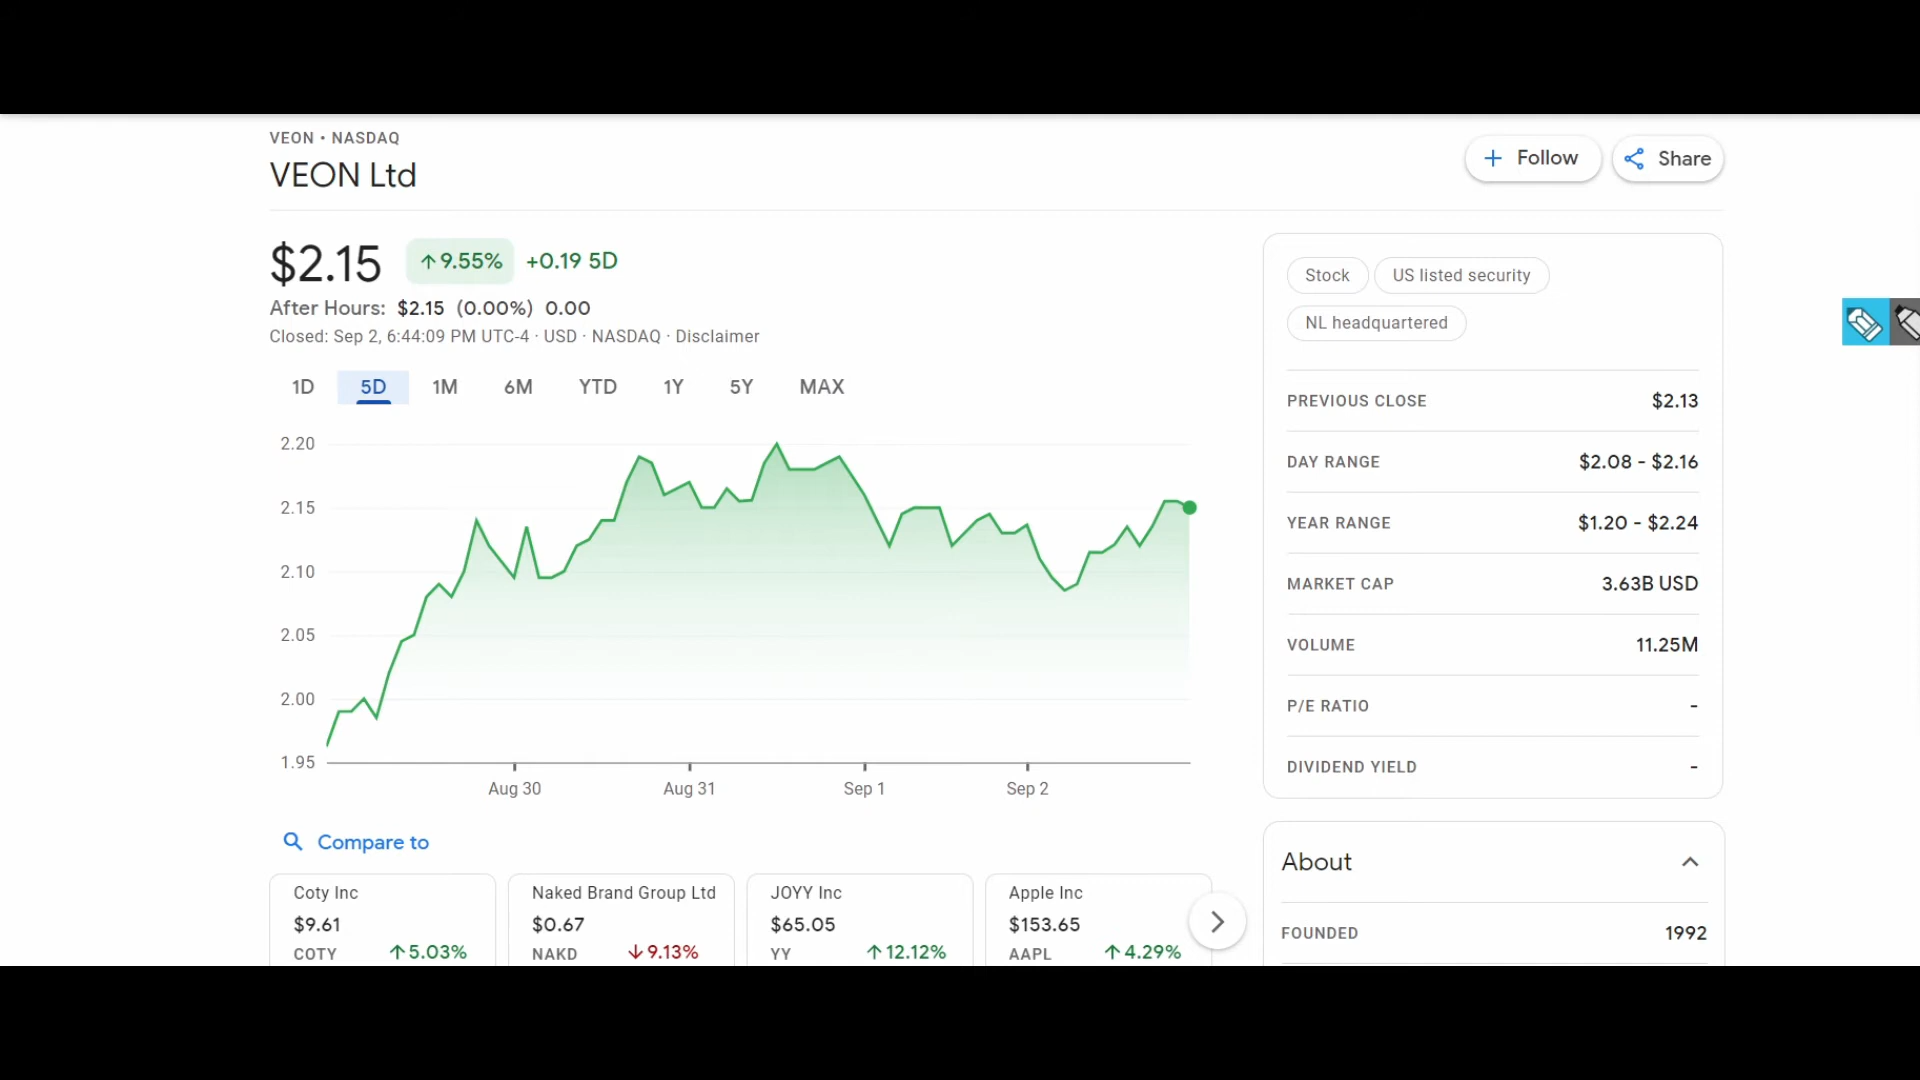 VEON • NASDAQ
VEON Ltd
Follow
Share
$2.15
↑9.55%
+0.19 5D
After Hours: $2.15 (0.00%) 0.00
Closed: Sep 2, 6:44:09 PM UTC-4 · USD · NASDAQ · Disclaimer
1D
5D
1M
6M
YTD
1Y
5Y
MAX
2.20
2.15
2.10
2.05
2.00
1.95
Aug 30
Aug 31
Sep 1
Sep 2
Compare to
Coty Inc
$9.61
COTY ↑5.03%
Naked Brand Group Ltd
$0.67
NAKD ↓9.13%
JOYY Inc
$65.05
YY ↑12.12%
Apple Inc
$153.65
AAPL ↑4.29%
Stock
US listed security
NL headquartered
PREVIOUS CLOSE $2.13
DAY RANGE $2.08 - $2.16
YEAR RANGE $1.20 - $2.24
MARKET CAP 3.63B USD
VOLUME 11.25M
P/E RATIO -
DIVIDEND YIELD -
About
FOUNDED 1992